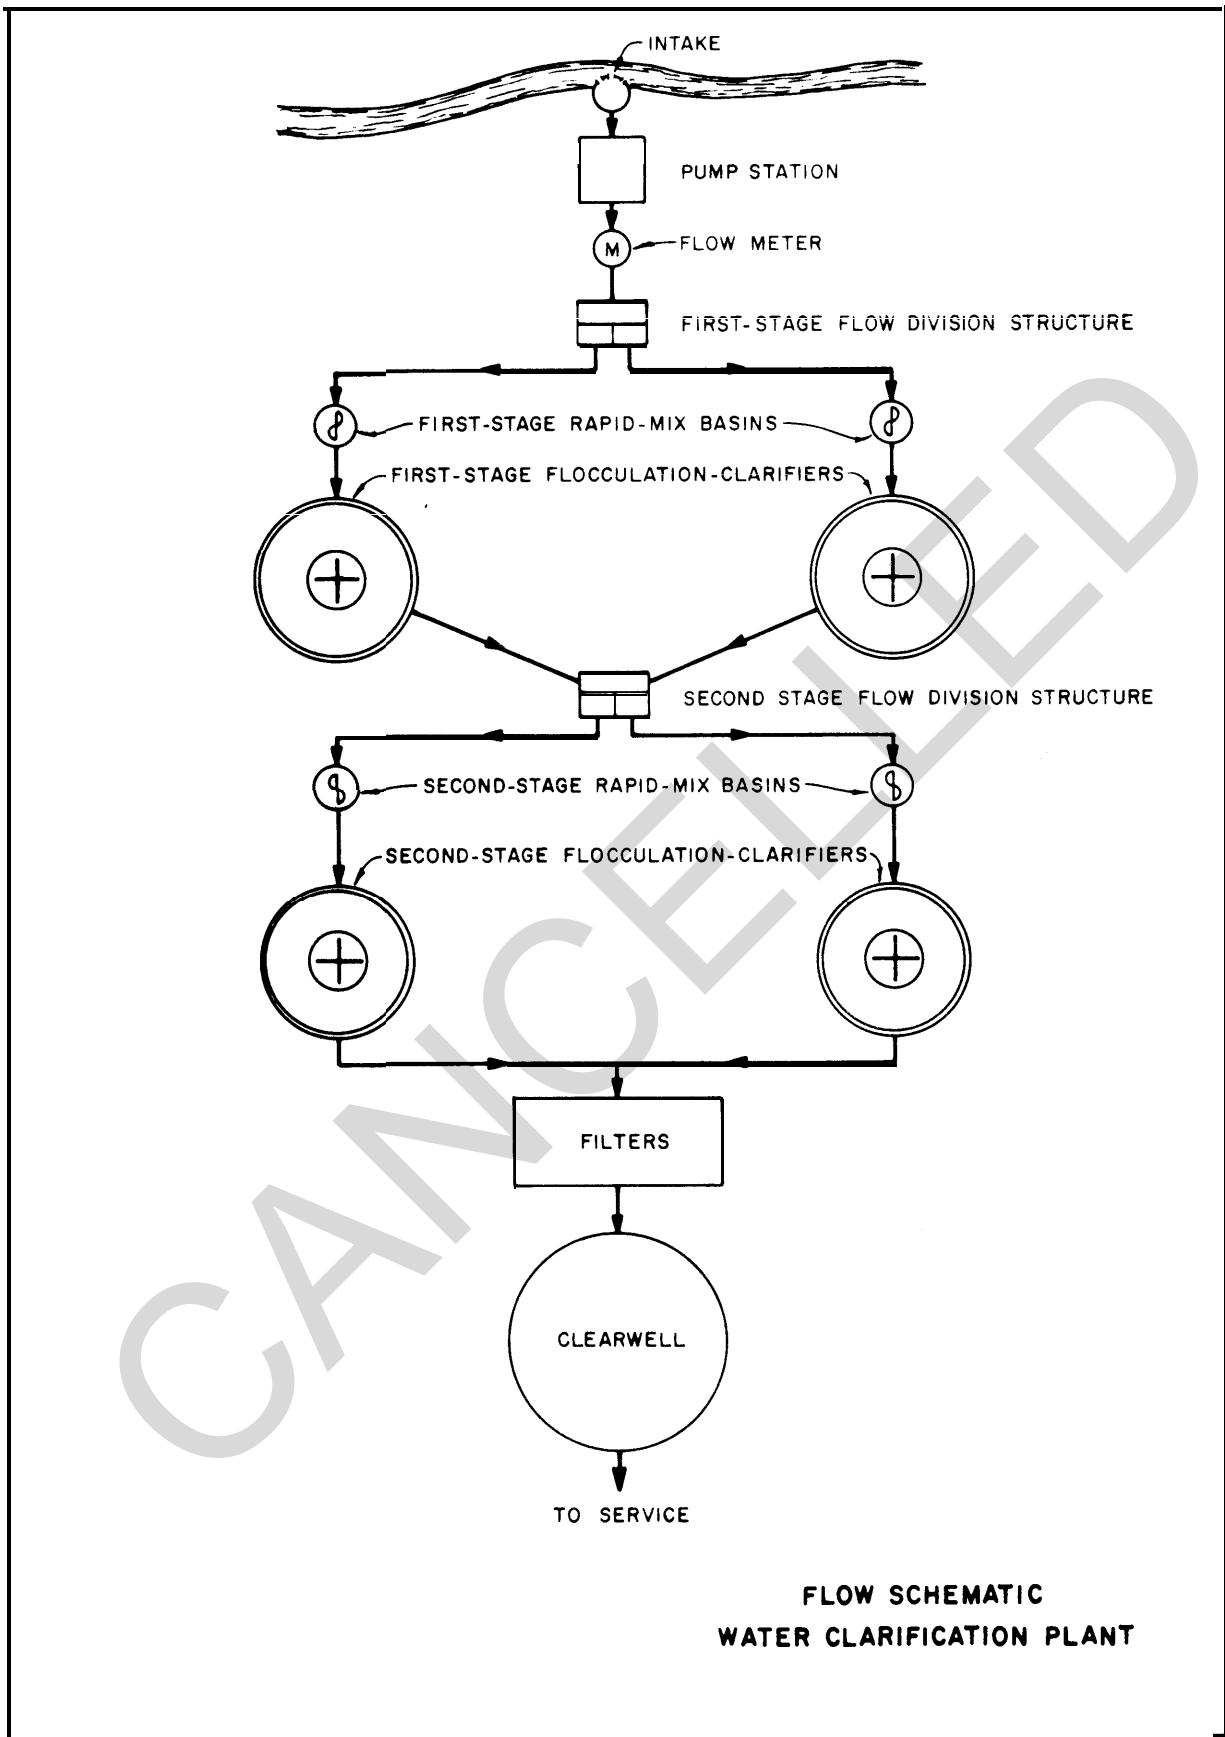 INTAKE
PUMP STATION
M
FLOW METER
FIRST-STAGE FLOW DIVISION STRUCTURE
FIRST-STAGE RAPID-MIX BASINS
FIRST-STAGE FLOCCULATION-CLARIFIERS
SECOND STAGE FLOW DIVISION STRUCTURE
SECOND-STAGE RAPID-MIX BASINS
SECOND-STAGE FLOCCULATION-CLARIFIERS
FILTERS
CLEARWELL
TO SERVICE
FLOW SCHEMATIC
WATER CLARIFICATION PLANT
CANCELLED